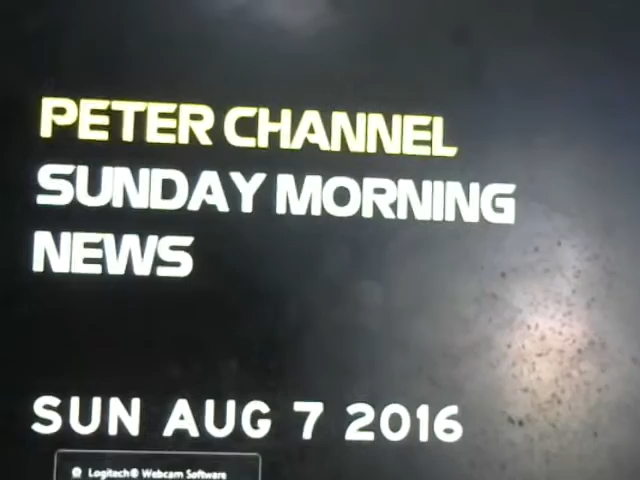 PETER CHANNEL
SUNDAY MORNING
NEWS
SUN AUG 7 2016
Logitech® Webcam Software